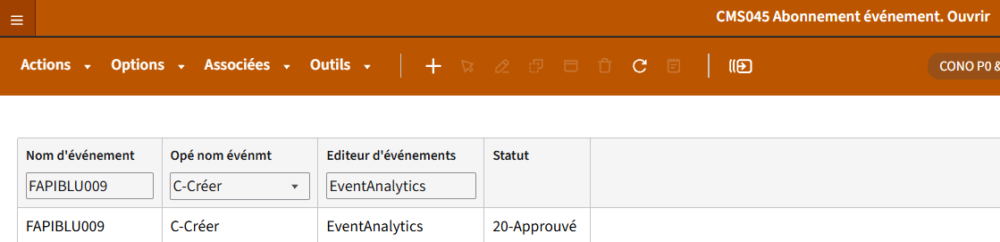 CMS045 Abonnement événement. Ouvrir
Actions Options Associées Outils
CONO P0 &
Nom d'événement Opé nom événmt Editeur d'événements Statut
FAPIBLU009 C-Créer EventAnalytics
FAPIBLU009 C-Créer EventAnalytics 20-Approuvé